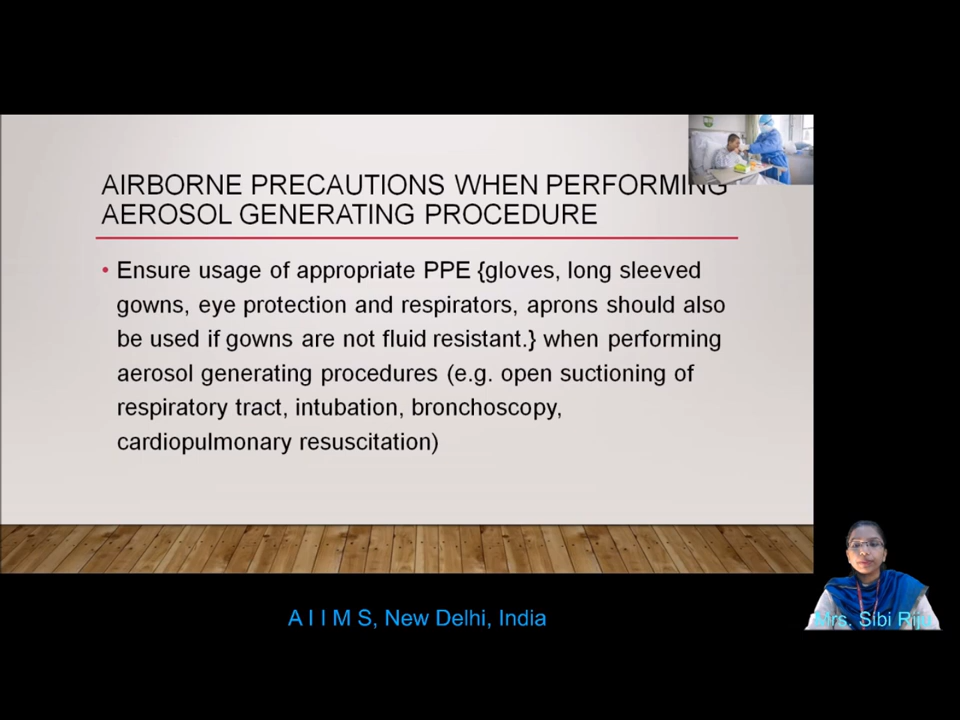 AIRBORNE PRECAUTIONS WHEN PERFORMING
AEROSOL GENERATING PROCEDURE
• Ensure usage of appropriate PPE {gloves, long sleeved
gowns, eye protection and respirators, aprons should also
be used if gowns are not fluid resistant.} when performing
aerosol generating procedures (e.g. open suctioning of
respiratory tract, intubation, bronchoscopy,
cardiopulmonary resuscitation)
A I I M S, New Delhi, India
Mrs. Sibi Riju